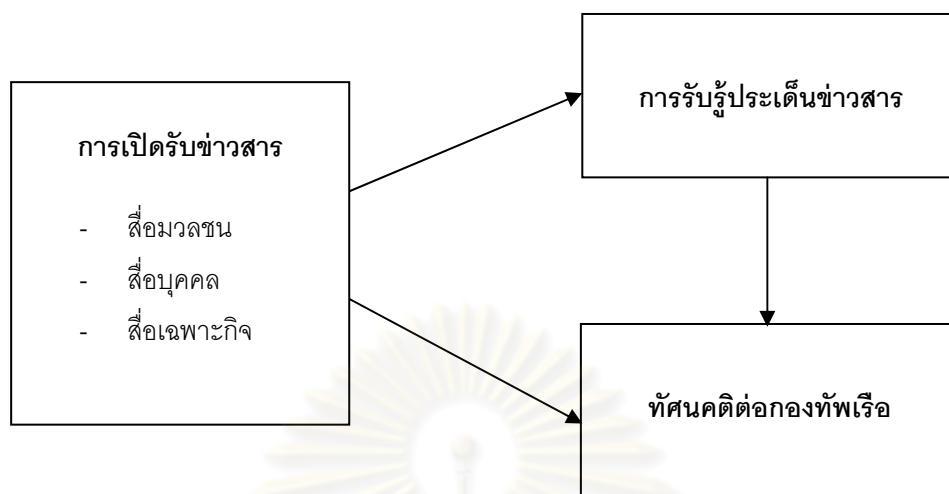 การเปิดรับข่าวสาร
- สื่อมวลชน
- สื่อบุคคล
- สื่อเฉพาะกิจ
การรับรู้ประเด็นข่าวสาร
ทัศนคติต่อกองทัพเรือ